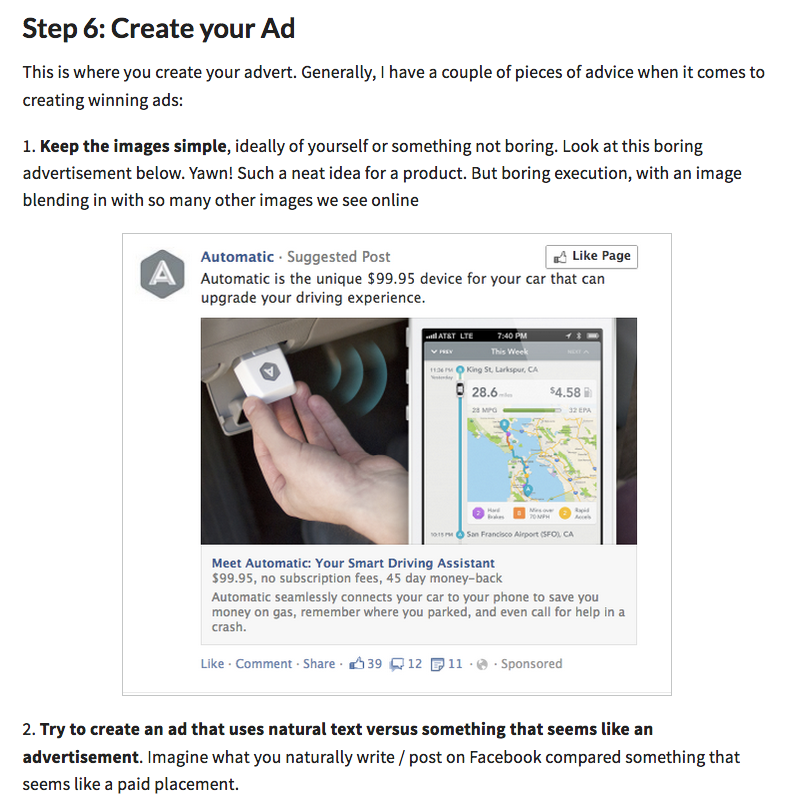 Step 6: Create your Ad
This is where you create your advert. Generally, I have a couple of pieces of advice when it comes to
creating winning ads:
1. Keep the images simple, ideally of yourself or something not boring. Look at this boring
advertisement below. Yawn! Such a neat idea for a product. But boring execution, with an image
blending in with so many other images we see online
Automatic · Suggested Post
Like Page
Automatic is the unique $99.95 device for your car that can
upgrade your driving experience.
AT&T LTE 7:40 PM
PREV This Week NEXT
11:06 PM King St, Larkspur, CA
Yesterday
28.6 miles $4.58
28 MPG 32 EPA
2 Hard Brakes 8 Mins over 70 MPH 2 Rapid Accels
10:15 PM San Francisco Airport (SFO), CA
Meet Automatic: Your Smart Driving Assistant
$99.95, no subscription fees, 45 day money-back
Automatic seamlessly connects your car to your phone to save you
money on gas, remember where you parked, and even call for help in a
crash.
Like · Comment · Share · 39 12 11 · · Sponsored
2. Try to create an ad that uses natural text versus something that seems like an
advertisement. Imagine what you naturally write / post on Facebook compared something that
seems like a paid placement.